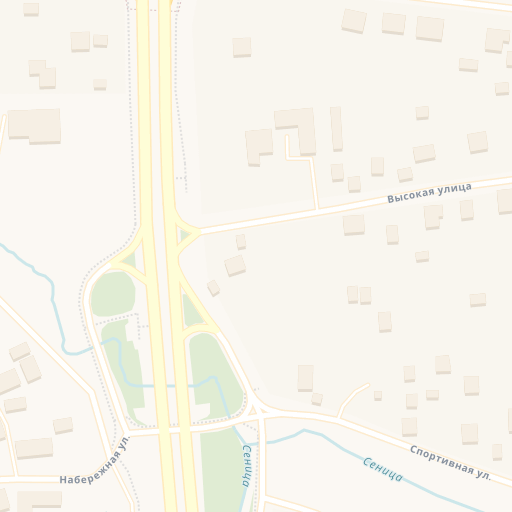 Высокая улица
Набережная ул.
Сеница
Сеница
Спортивная ул.